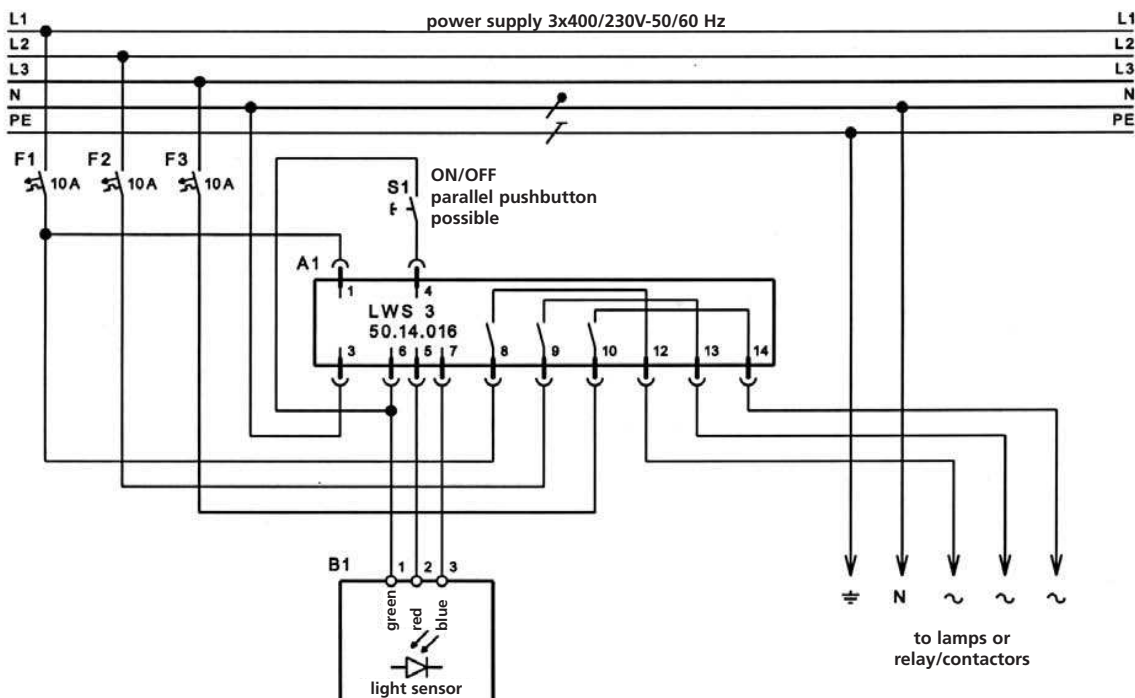 L1 power supply 3x400/230V-50/60 Hz L1
L2 L2
L3 L3
N N
PE PE
F1 10A F2 10A F3 10A
S1 ON/OFF
parallel pushbutton
possible
A1
1 4
LWS 3
50.14.016
3 6 5 7 8 9 10 12 13 14
B1 1 2 3
green red blue
light sensor
N
to lamps or
relay/contactors